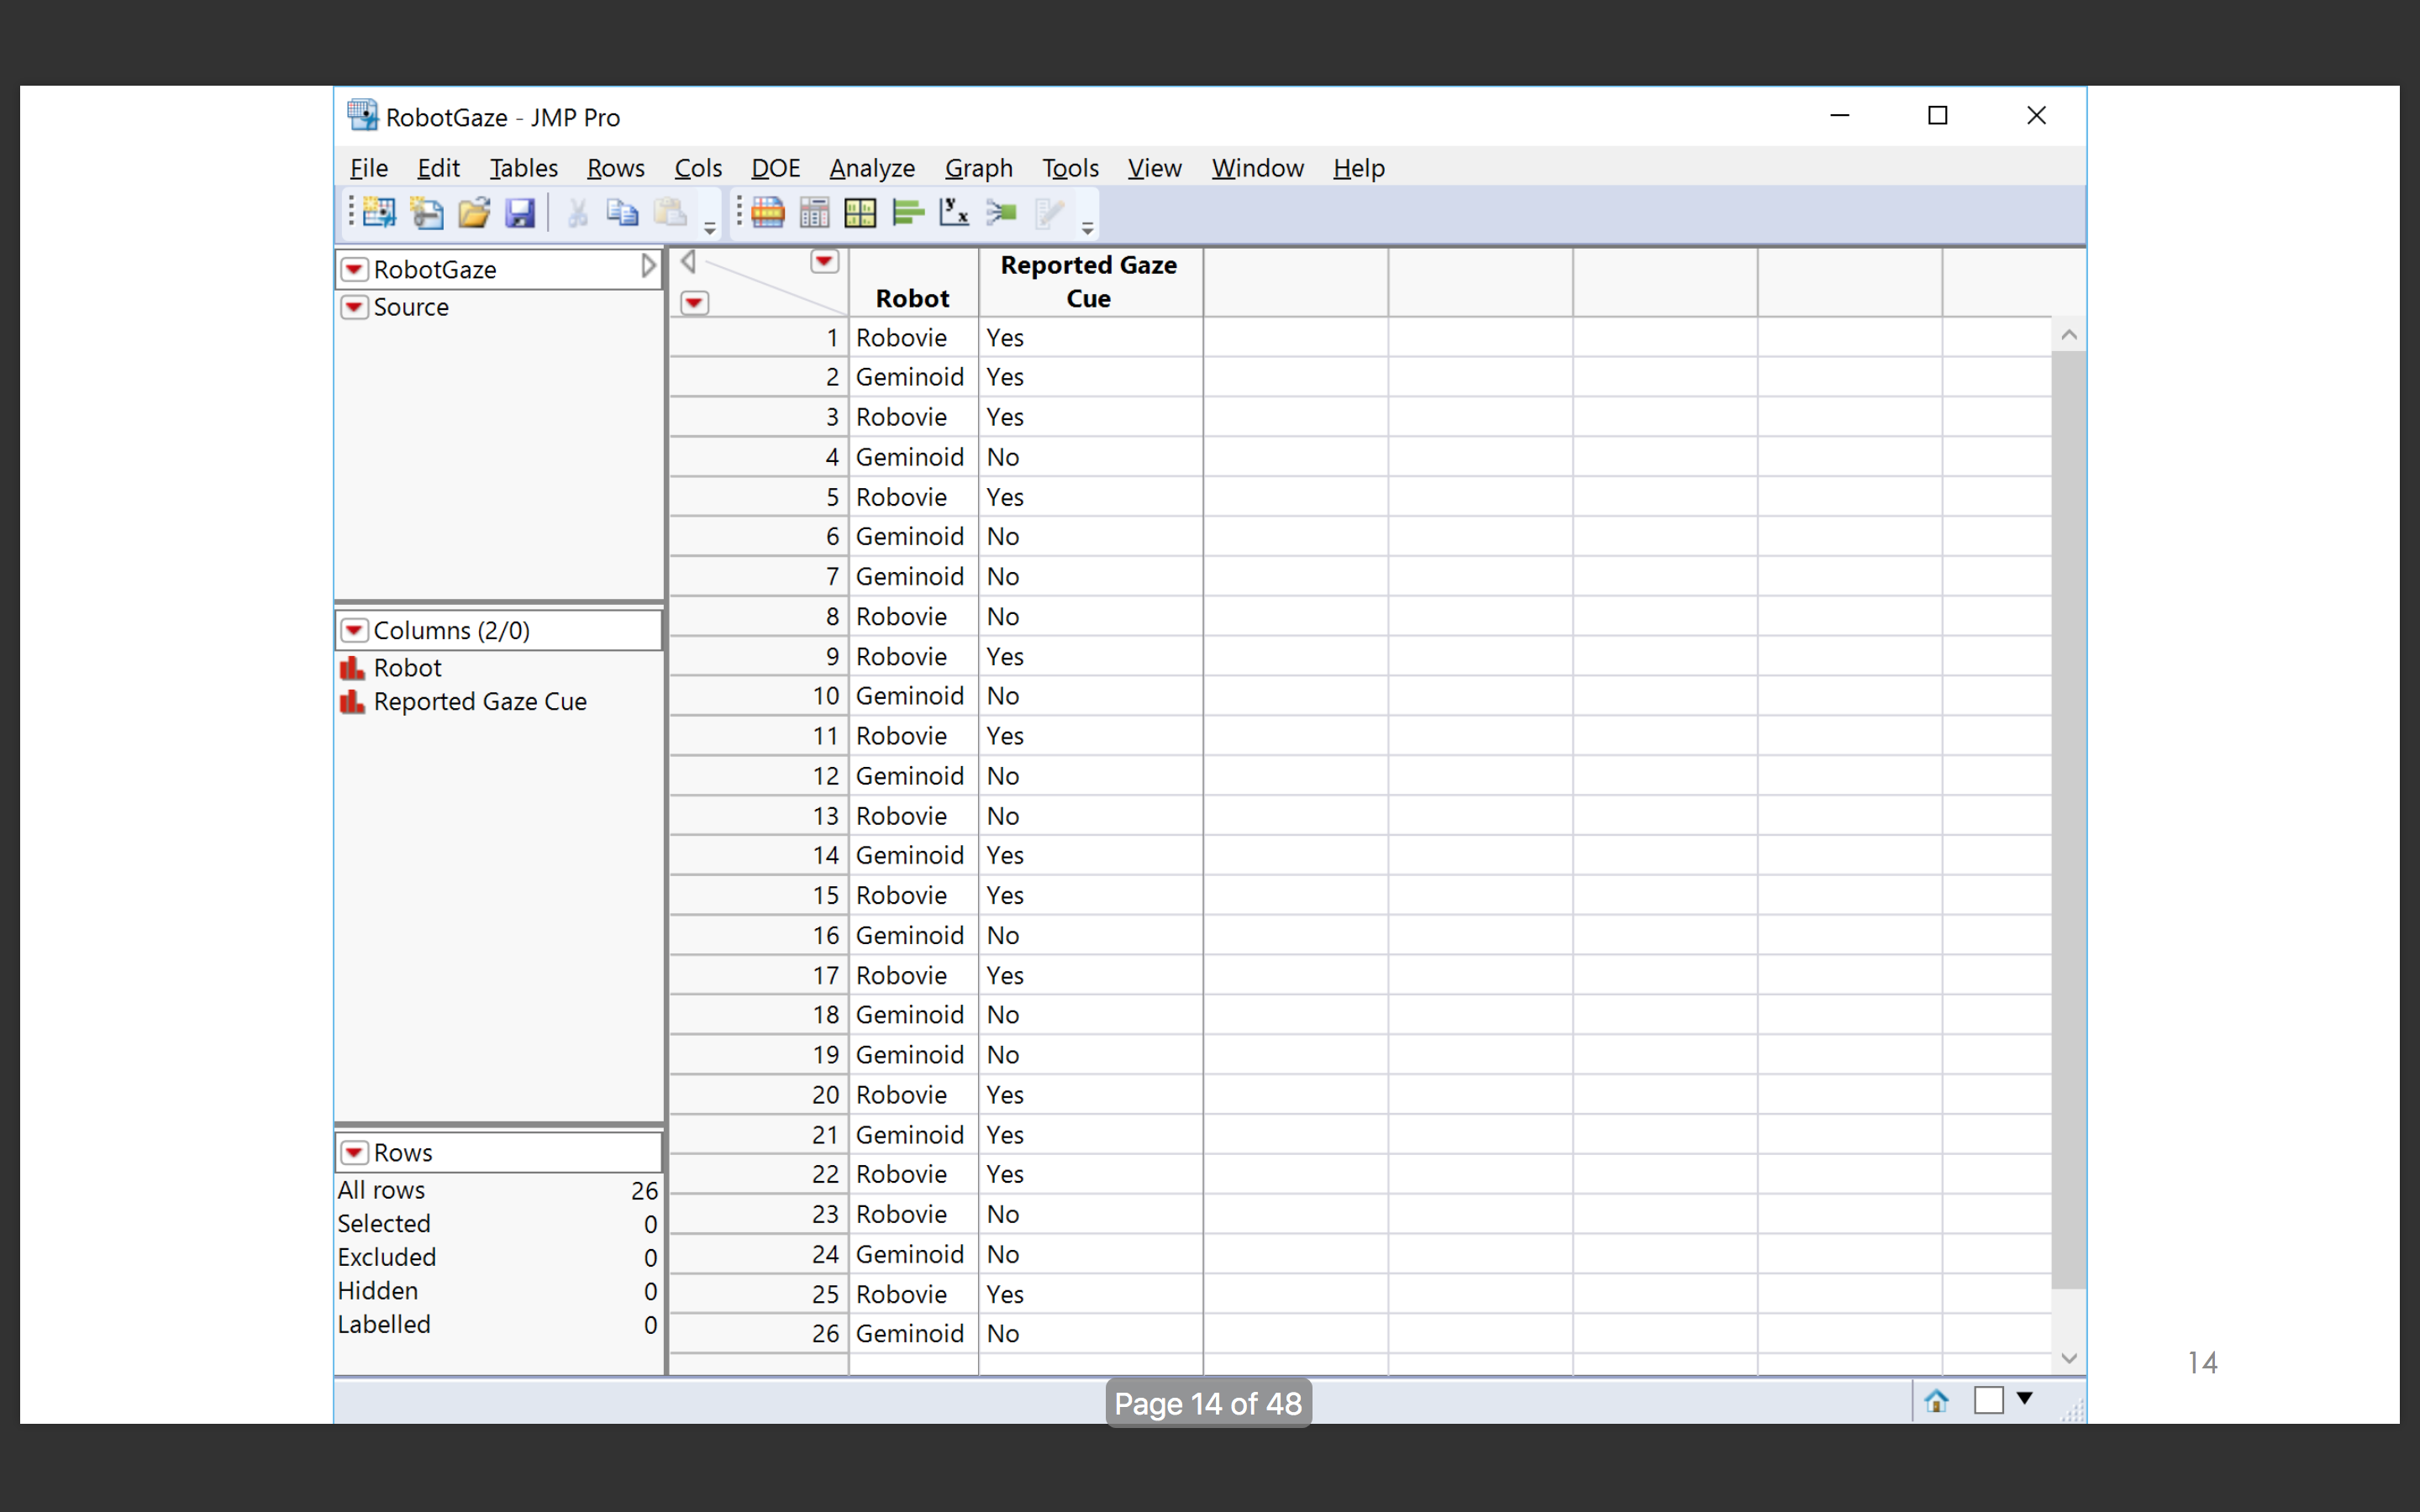 RobotGaze - JMP Pro
File Edit Tables Rows Cols DOE Analyze Graph Tools View Window Help
RobotGaze
Source
Columns (2/0)
Robot
Reported Gaze Cue
Rows
All rows 26
Selected 0
Excluded 0
Hidden 0
Labelled 0
Robot Reported Gaze Cue
1 Robovie Yes
2 Geminoid Yes
3 Robovie Yes
4 Geminoid No
5 Robovie Yes
6 Geminoid No
7 Geminoid No
8 Robovie No
9 Robovie Yes
10 Geminoid No
11 Robovie Yes
12 Geminoid No
13 Robovie No
14 Geminoid Yes
15 Robovie Yes
16 Geminoid No
17 Robovie Yes
18 Geminoid No
19 Geminoid No
20 Robovie Yes
21 Geminoid Yes
22 Robovie Yes
23 Robovie No
24 Geminoid No
25 Robovie Yes
26 Geminoid No
14
Page 14 of 48